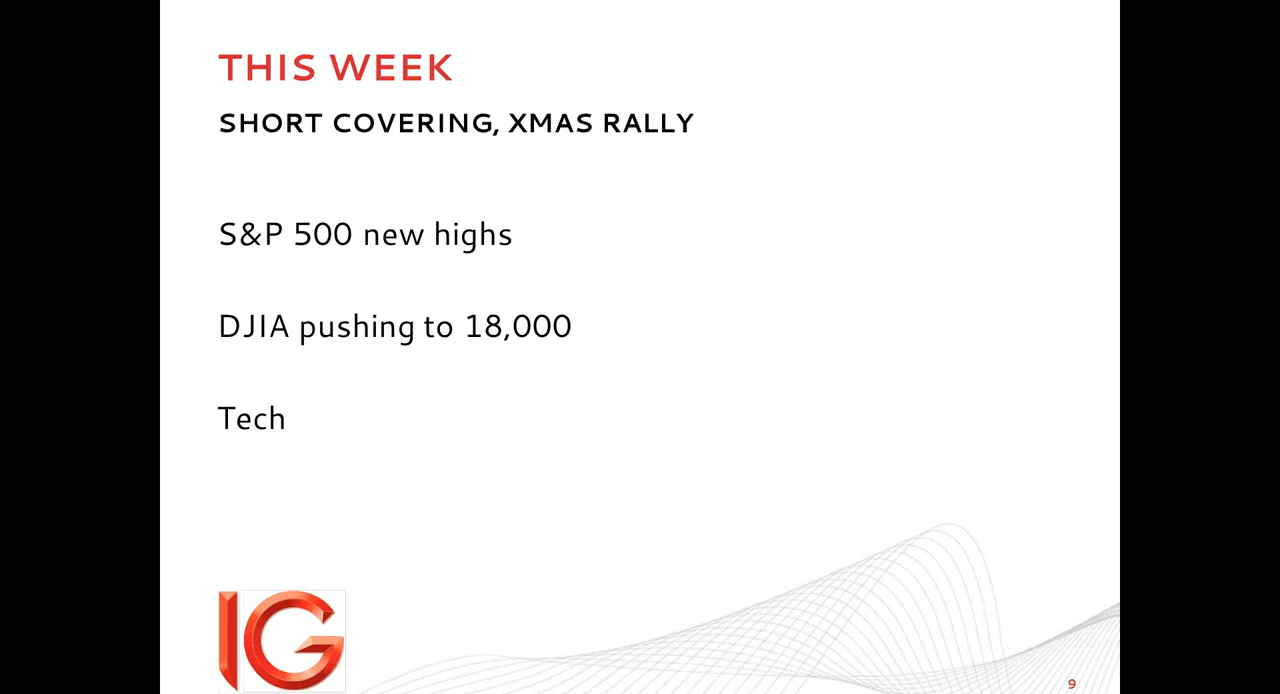 THIS WEEK
SHORT COVERING, XMAS RALLY
S&P 500 new highs
DJIA pushing to 18,000
Tech
IG
9